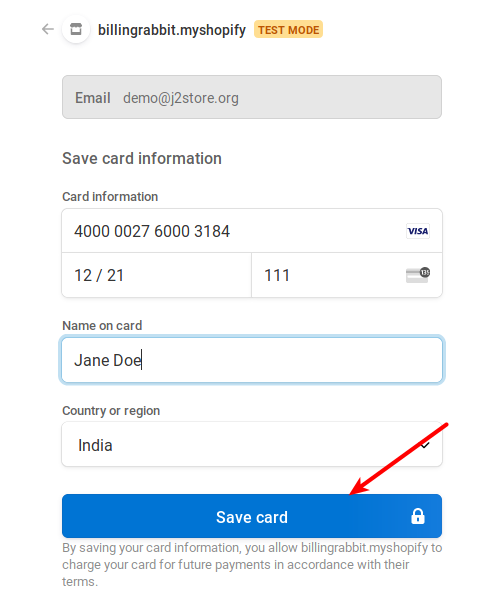 billingrabbit.myshopify TEST MODE
Email demo@j2store.org
Save card information
Card information
4000 0027 6000 3184 VISA
12 / 21 111 135
Name on card
Jane Doe
Country or region
India
Save card
By saving your card information, you allow billingrabbit.myshopify to
charge your card for future payments in accordance with their
terms.